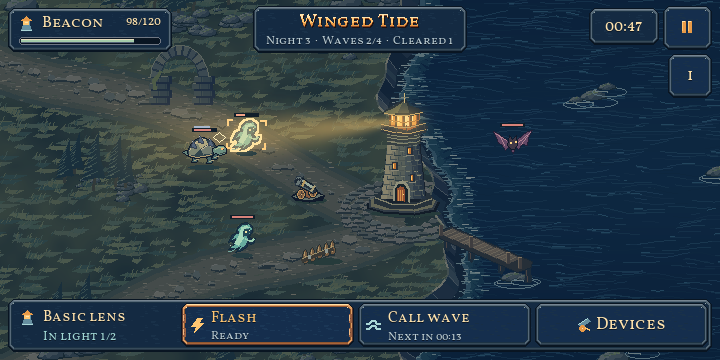 Beacon 98/120
Winged Tide
Night 3 · Waves 2/4 · Cleared 1
00:47
I
Basic lens
In light 1/2
Flash
Ready
Call wave
Next in 00:13
Devices